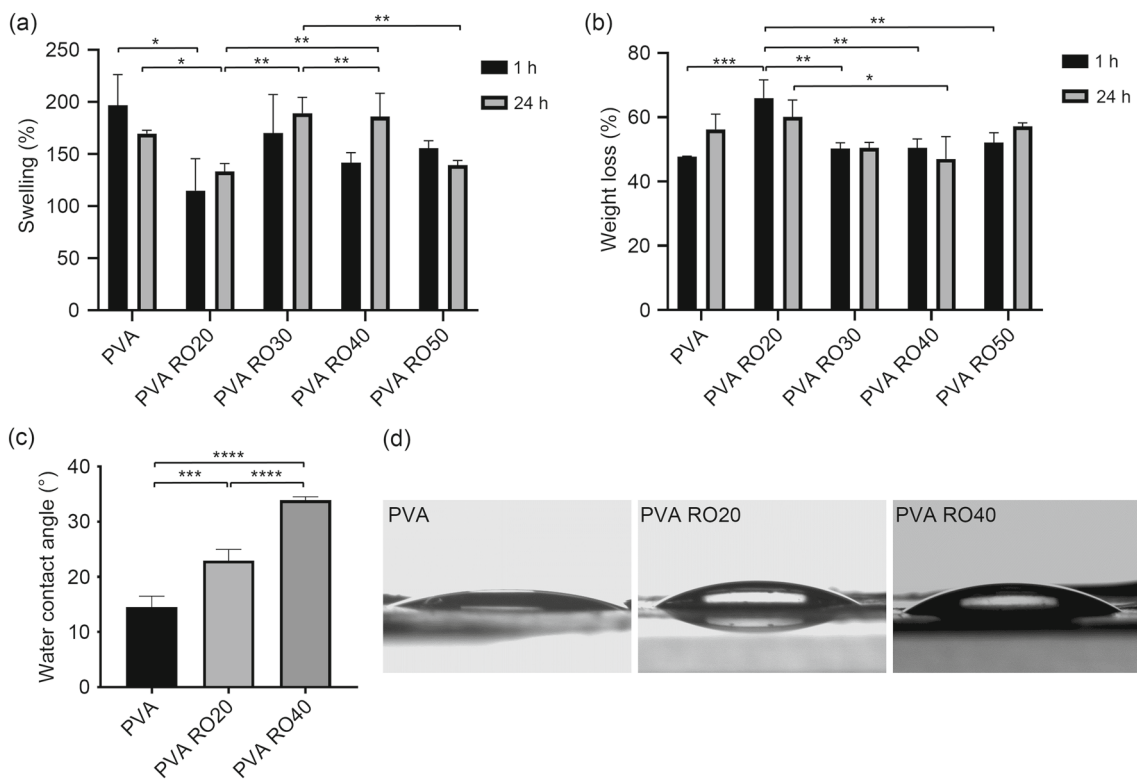 (a)
Swelling (%)
250
200
150
100
50
0
* ** **
* ** **
1 h
24 h
PVA
PVA RO20
PVA RO30
PVA RO40
PVA RO50
(b)
Weight loss (%)
80
60
40
20
0
**
**
*** **
*
1 h
24 h
PVA
PVA RO20
PVA RO30
PVA RO40
PVA RO50
(c)
Water contact angle (°)
40
30
20
10
0
****
*** ****
PVA
PVA RO20
PVA RO40
(d)
PVA
PVA RO20
PVA RO40